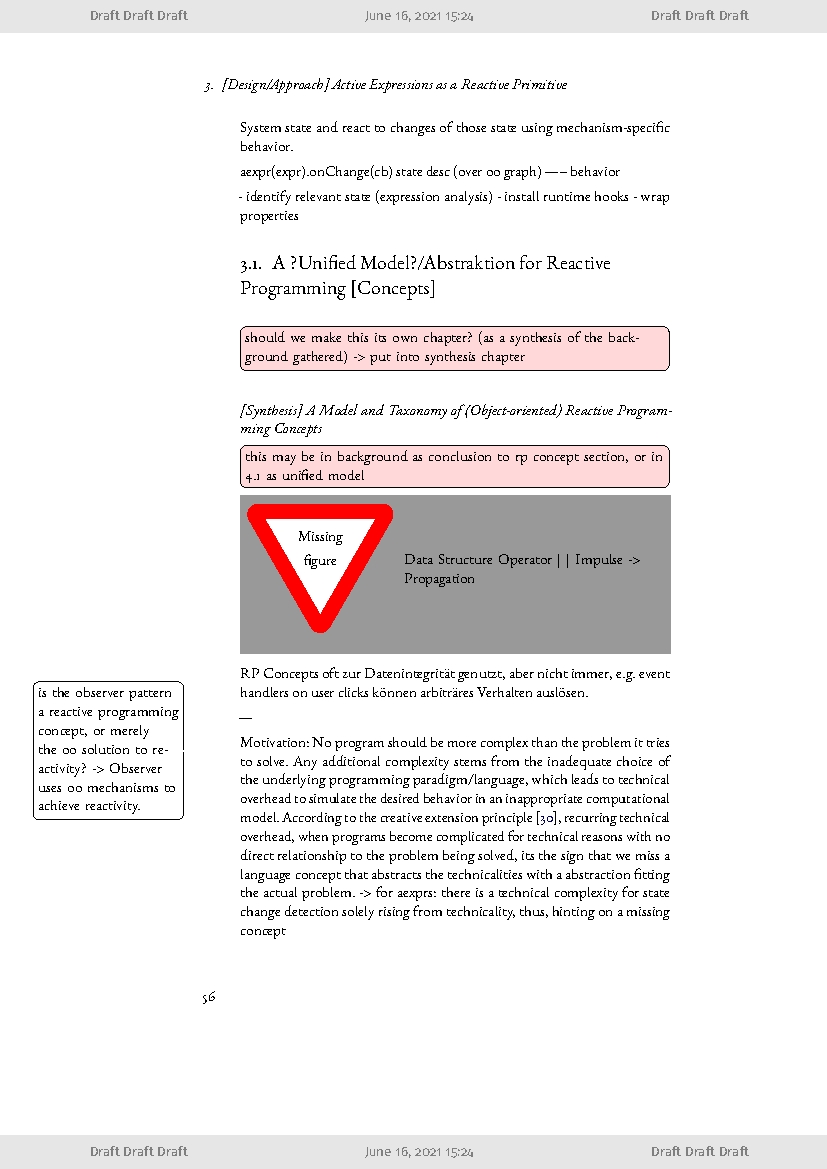 Draft Draft Draft June 16, 2021 15:24 Draft Draft Draft
3. [Design/Approach] Active Expressions as a Reactive Primitive
System state and react to changes of those state using mechanism-specific
behavior.
aexpr(expr).onChange(cb) state desc (over oo graph) —– behavior
- identify relevant state (expression analysis) - install runtime hooks - wrap
properties
3.1. A ?Unified Model?/Abstraktion for Reactive
Programming [Concepts]
should we make this its own chapter? (as a synthesis of the back-
ground gathered) -> put into synthesis chapter
[Synthesis] A Model and Taxonomy of (Object-oriented) Reactive Program-
ming Concepts
this may be in background as conclusion to rp concept section, or in
4.1 as unified model
Missing
figure
Data Structure Operator | | Impulse ->
Propagation
RP Concepts oft zur Datenintegrität genutzt, aber nicht immer, e.g. event
handlers on user clicks können arbiträres Verhalten auslösen.
—
is the observer pattern
a reactive programming
concept, or merely
the oo solution to re-
activity? -> Observer
uses oo mechanisms to
achieve reactivity.
Motivation: No program should be more complex than the problem it tries
to solve. Any additional complexity stems from the inadequate choice of
the underlying programming paradigm/language, which leads to technical
overhead to simulate the desired behavior in an inappropriate computational
model. According to the creative extension principle [30], recurring technical
overhead, when programs become complicated for technical reasons with no
direct relationship to the problem being solved, its the sign that we miss a
language concept that abstracts the technicalities with a abstraction fitting
the actual problem. -> for aexprs: there is a technical complexity for state
change detection solely rising from technicality, thus, hinting on a missing
concept
56
Draft Draft Draft June 16, 2021 15:24 Draft Draft Draft